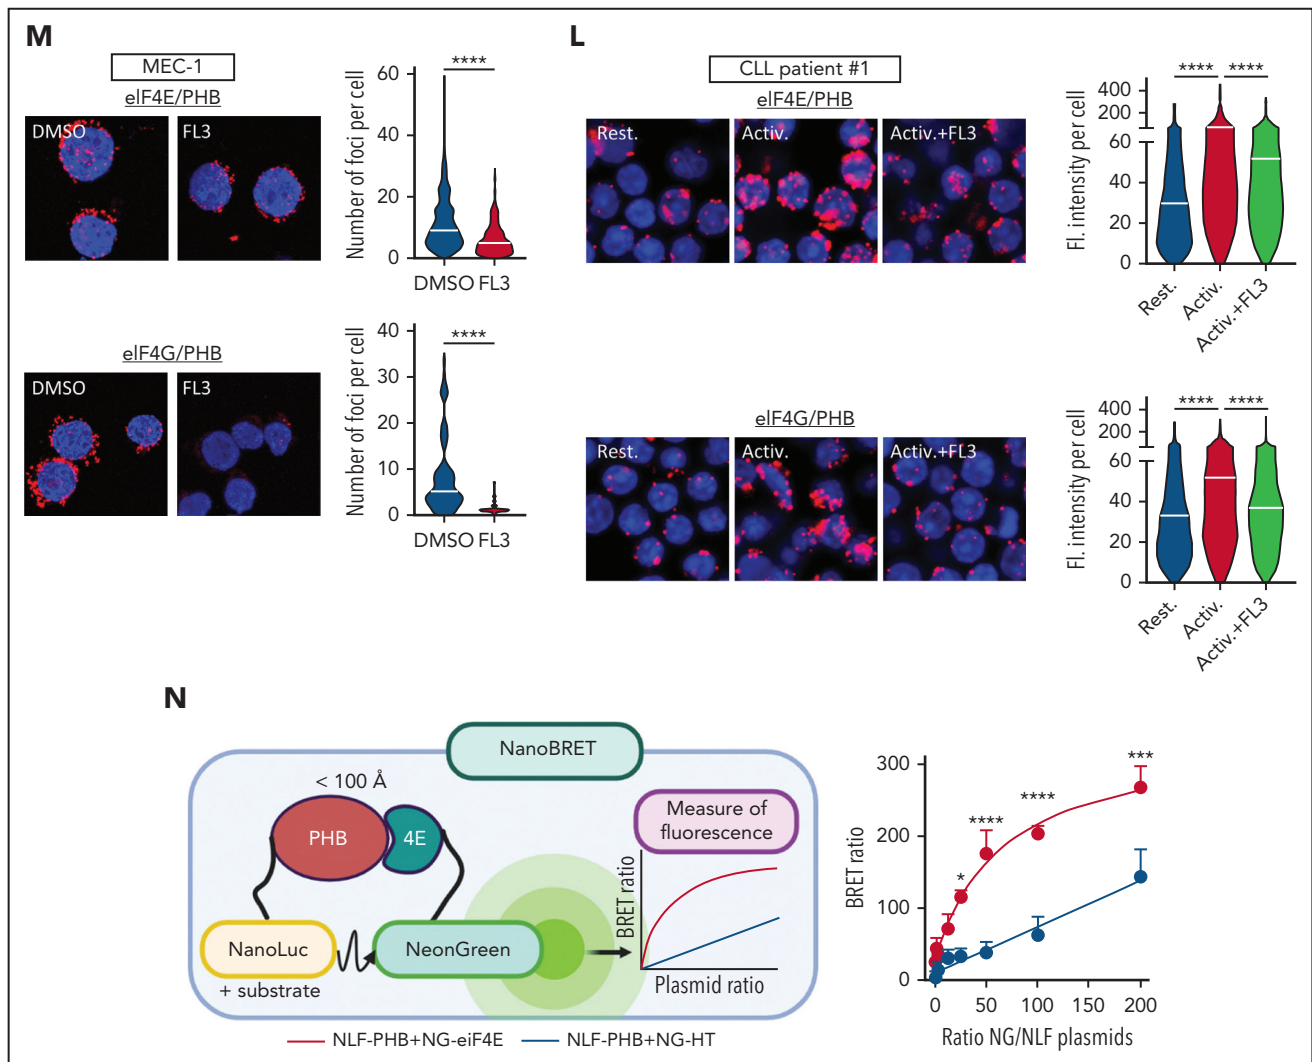 M
MEC-1
eIF4E/PHB
DMSO
FL3
Number of foci per cell
60
40
20
0
****
DMSO FL3
eIF4G/PHB
DMSO
FL3
Number of foci per cell
40
30
20
10
0
****
DMSO FL3
L
CLL patient #1
eIF4E/PHB
Rest.
Activ.
Activ.+FL3
Fl. intensity per cell
400
200
60
40
20
0
**** ****
Rest.
Activ.
Activ.+FL3
eIF4G/PHB
Rest.
Activ.
Activ.+FL3
Fl. intensity per cell
400
200
60
40
20
0
**** ****
Rest.
Activ.
Activ.+FL3
N
NanoBRET
< 100 Å
PHB
4E
NanoLuc
+ substrate
NeonGreen
Measure of
fluorescence
BRET ratio
Plasmid ratio
NLF-PHB+NG-eiF4E
NLF-PHB+NG-HT
BRET ratio
300
200
100
0
*
****
****
***
0 50 100 150 200
Ratio NG/NLF plasmids